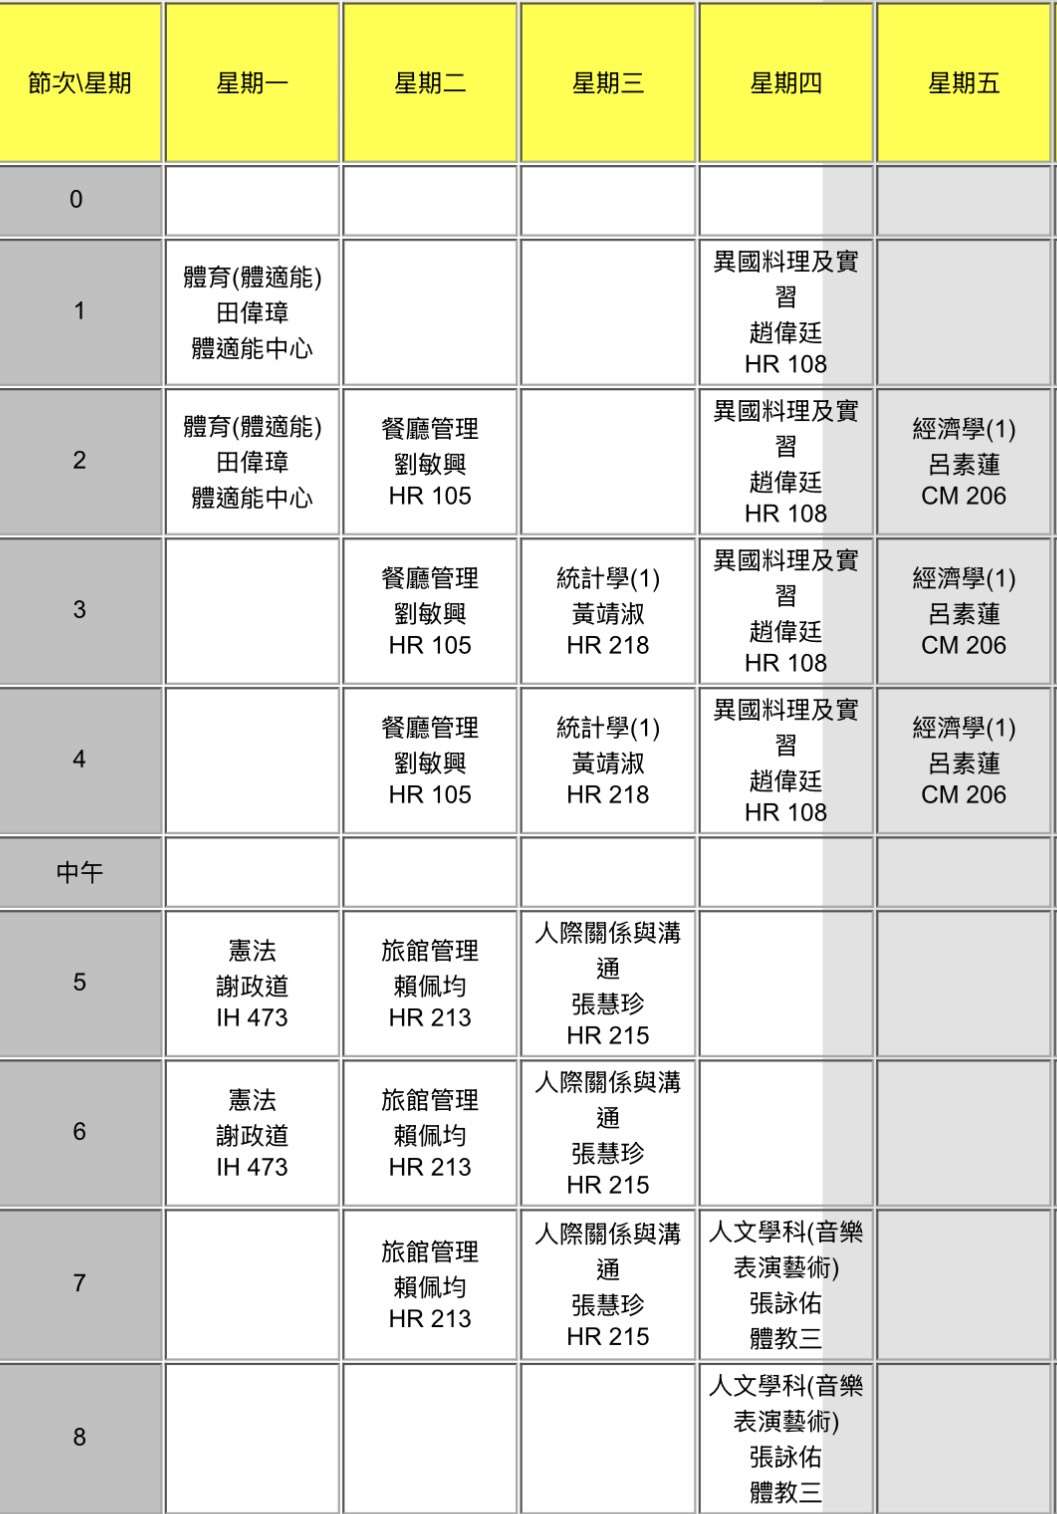 節次\星期
星期一
星期二
星期三
星期四
星期五
0
1
體育(體適能)
田偉璋
體適能中心
異國料理及實
習
趙偉廷
HR 108
2
體育(體適能)
田偉璋
體適能中心
餐廳管理
劉敏興
HR 105
異國料理及實
習
趙偉廷
HR 108
經濟學(1)
呂素蓮
CM 206
3
餐廳管理
劉敏興
HR 105
統計學(1)
黃靖淑
HR 218
異國料理及實
習
趙偉廷
HR 108
經濟學(1)
呂素蓮
CM 206
4
餐廳管理
劉敏興
HR 105
統計學(1)
黃靖淑
HR 218
異國料理及實
習
趙偉廷
HR 108
經濟學(1)
呂素蓮
CM 206
中午
5
憲法
謝政道
IH 473
旅館管理
賴佩均
HR 213
人際關係與溝
通
張慧珍
HR 215
6
憲法
謝政道
IH 473
旅館管理
賴佩均
HR 213
人際關係與溝
通
張慧珍
HR 215
7
旅館管理
賴佩均
HR 213
人際關係與溝
通
張慧珍
HR 215
人文學科(音樂
表演藝術)
張詠佑
體教三
8
人文學科(音樂
表演藝術)
張詠佑
體教三